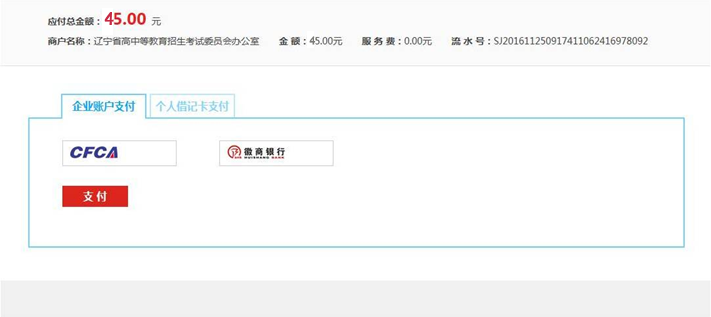 应付总金额：45.00 元
商户名称：辽宁省高中等教育招生考试委员会办公室 金 额：45.00元 服 务 费：0.00元 流 水 号：SJ201611250917411062416978092
企业账户支付 个人借记卡支付
CFCA 徽商银行
HUISHANG BANK
支 付